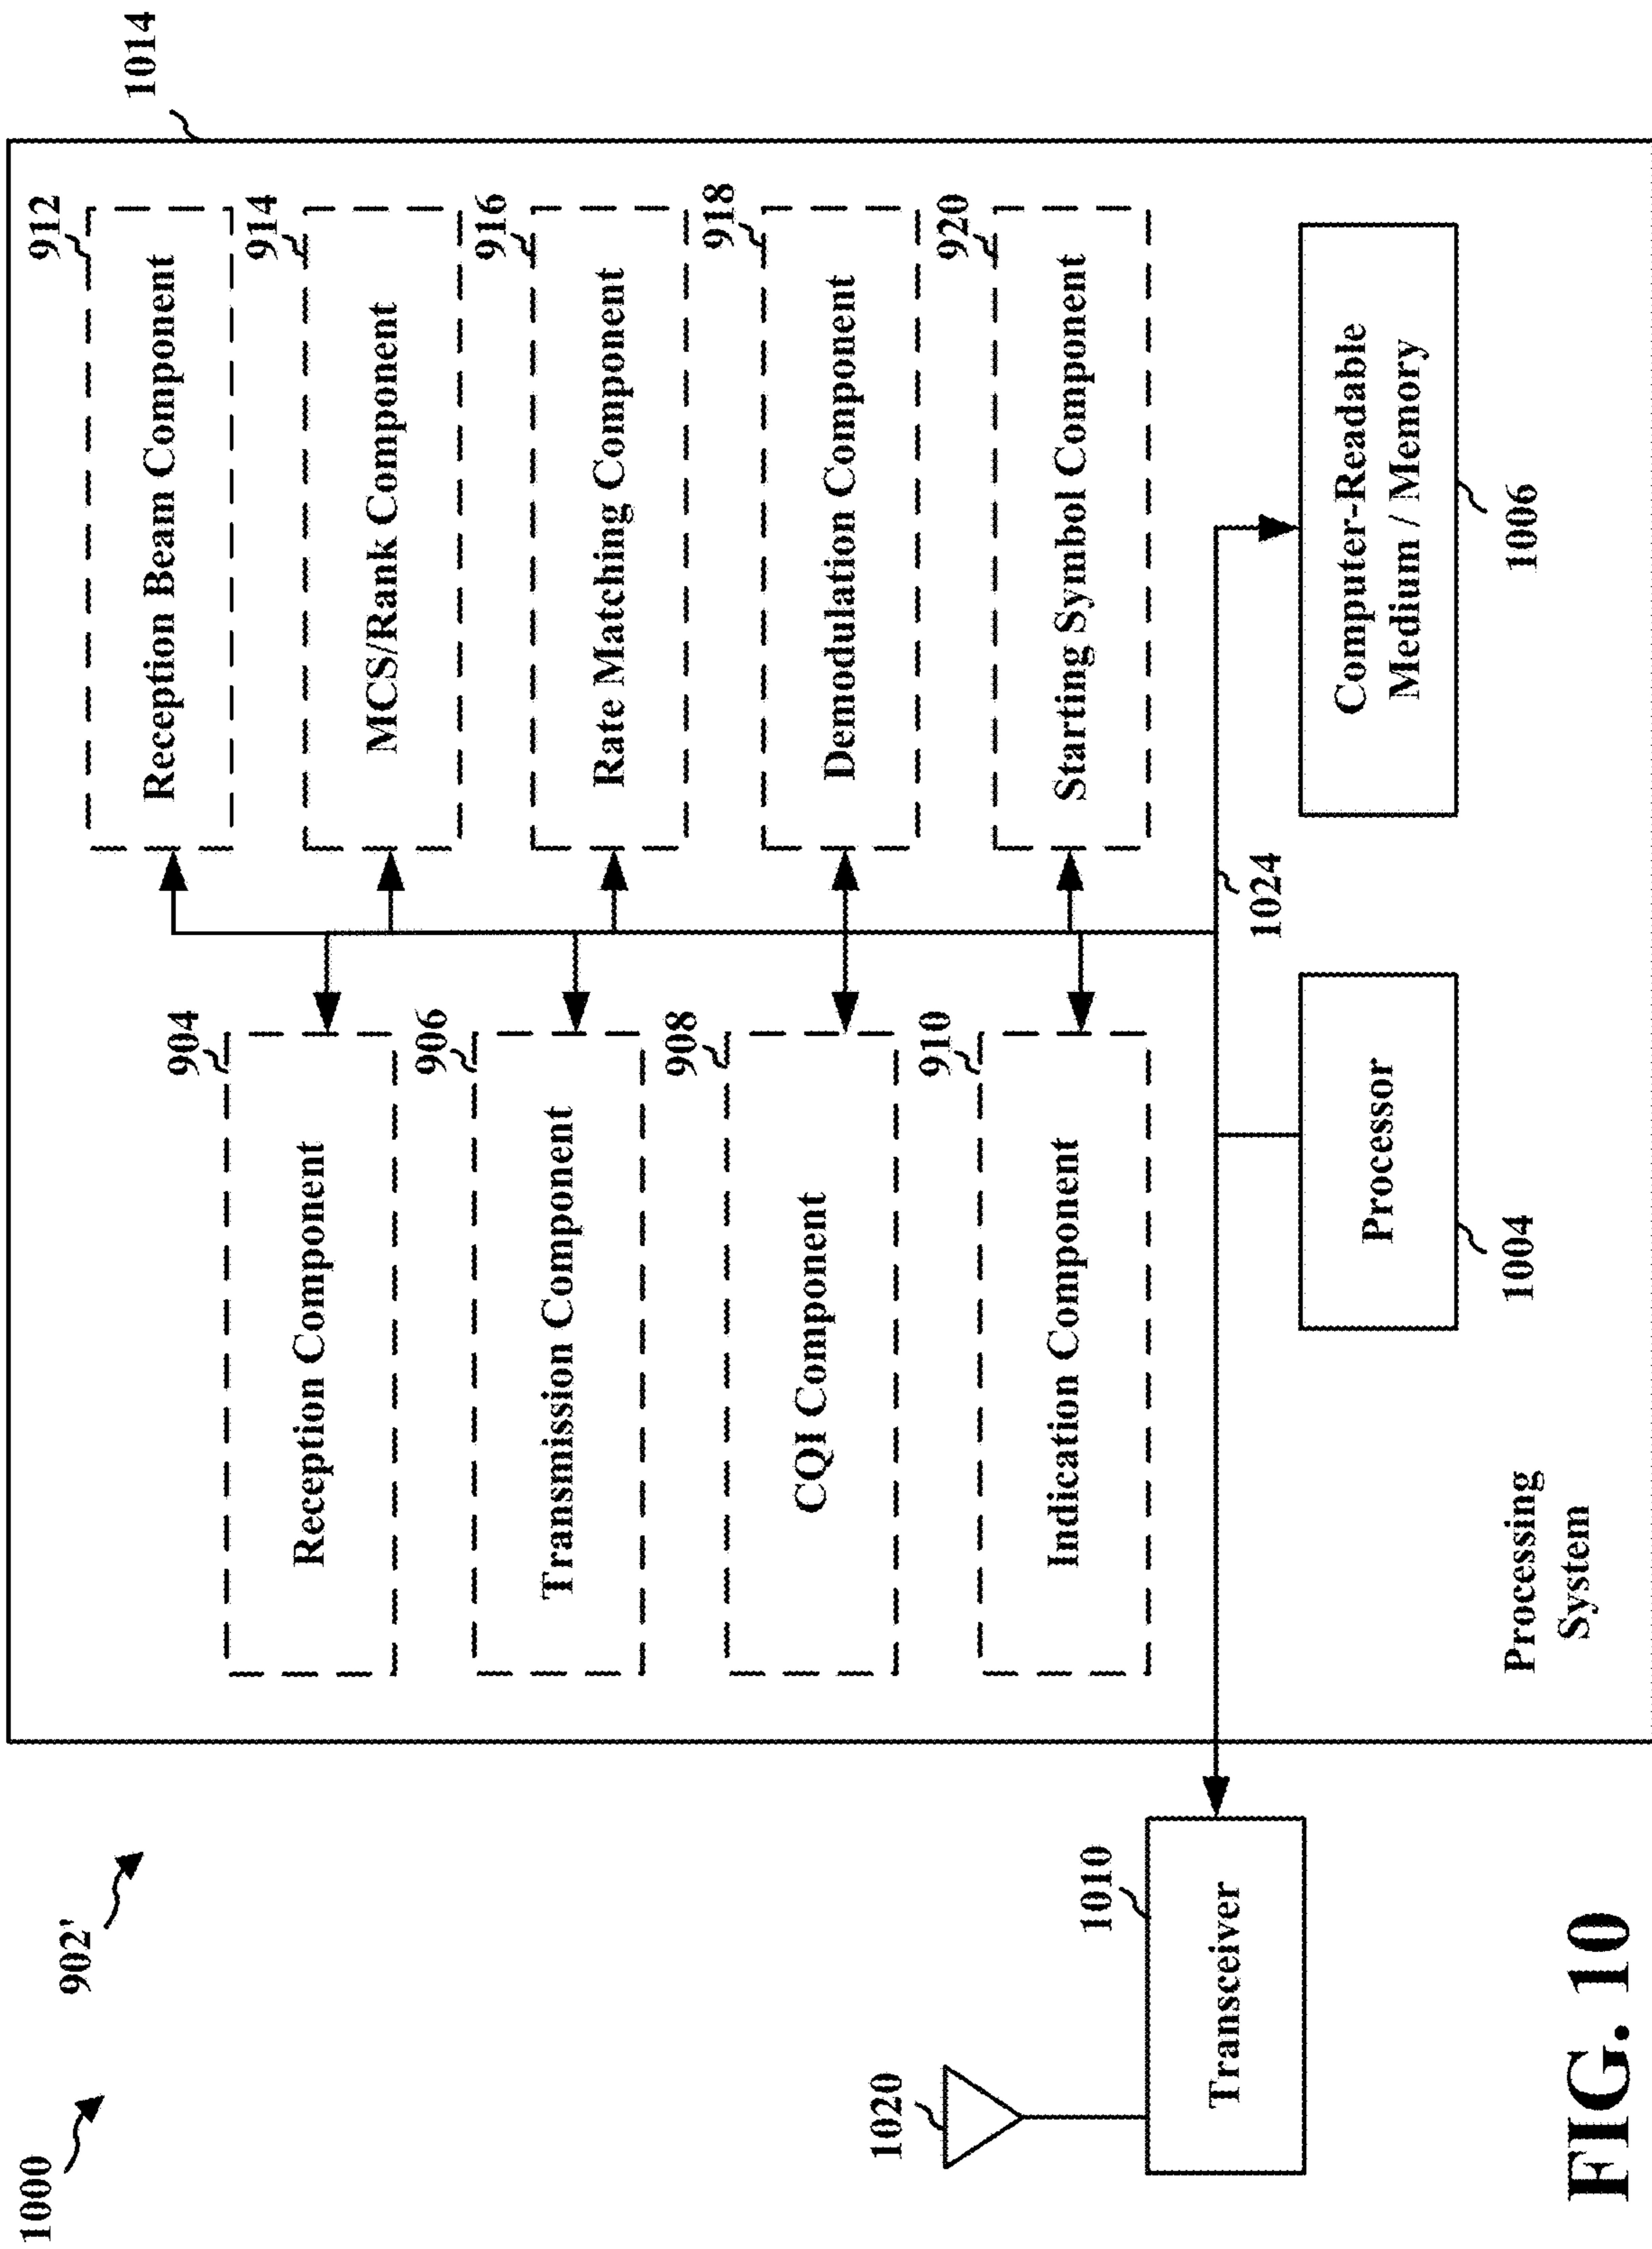 1000
902'
1014
904
Reception Component
906
Transmission Component
908
CQI Component
910
Indication Component
912
Reception Beam Component
914
MCS/Rank Component
916
Rate Matching Component
918
Demodulation Component
920
Starting Symbol Component
1024
1020
1010
Transceiver
Processor
1004
Computer-Readable
Medium / Memory
1006
Processing
System
FIG. 10